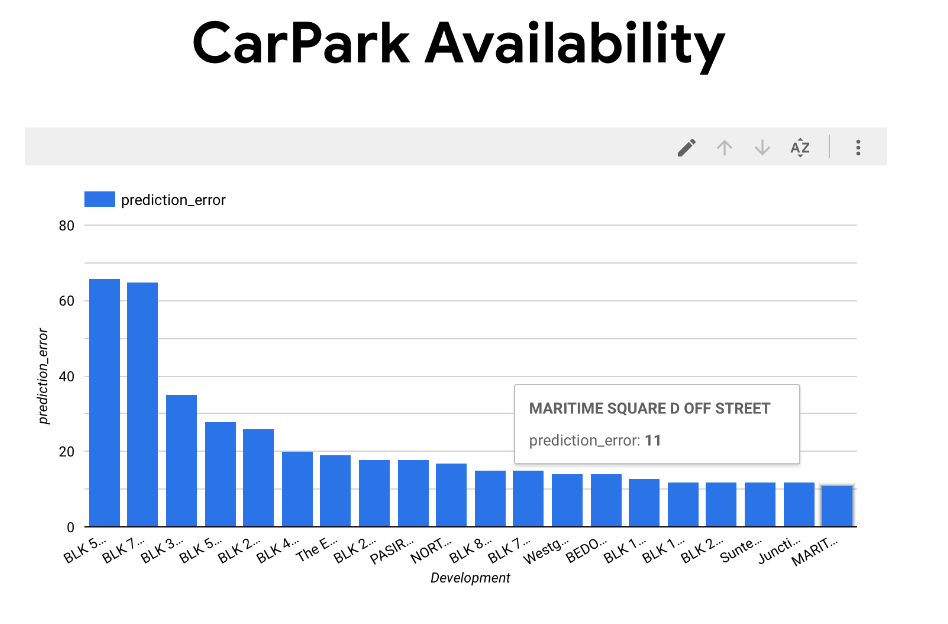 CarPark Availability
AZ
prediction_error
80
60
40
20
0
prediction_error
MARITIME SQUARE D OFF STREET
prediction_error: 11
BLK 5... BLK 7... BLK 3... BLK 5... BLK 2... BLK 4... The E... BLK 2... PASIR... NORT... BLK 8... BLK 7... Westg... BEDO... BLK 1... BLK 1... BLK 2... Sunte... Juncti... MARIT...
Development